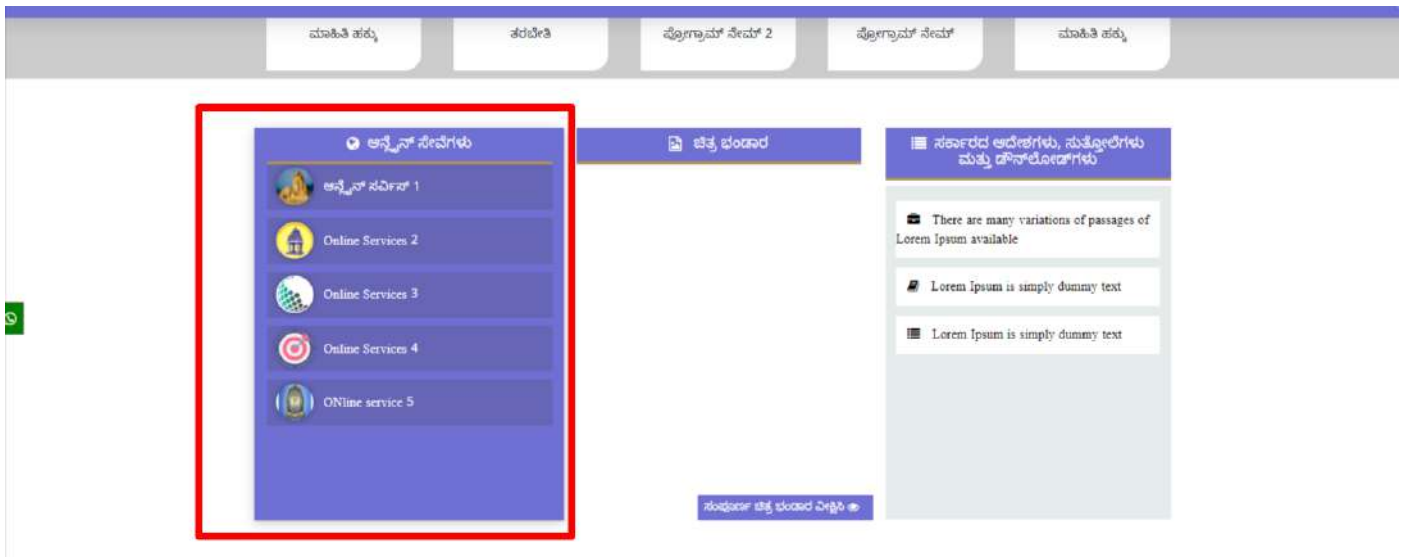 ಮಾಹಿತಿ ಹಕ್ಕು
ತರಬೇತಿ
ಪ್ರೋಗ್ರಾಮ್ ನೇಮ್ 2
ಪ್ರೋಗ್ರಾಮ್ ನೇಮ್
ಮಾಹಿತಿ ಹಕ್ಕು
ಆನ್ಲೈನ್ ಸೇವೆಗಳು
ಆನ್ಲೈನ್ ಸರ್ವಿಸ್ 1
Online Services 2
Online Services 3
Online Services 4
ONline service 5
ಚಿತ್ರ ಭಂಡಾರ
ಸಂಪೂರ್ಣ ಚಿತ್ರ ಭಂಡಾರ ವೀಕ್ಷಿಸಿ
ಸರ್ಕಾರದ ಆದೇಶಗಳು, ಸುತ್ತೋಲೆಗಳು
ಮತ್ತು ಡೌನ್‌ಲೋಡ್‌ಗಳು
There are many variations of passages of
Lorem Ipsum available
Lorem Ipsum is simply dummy text
Lorem Ipsum is simply dummy text